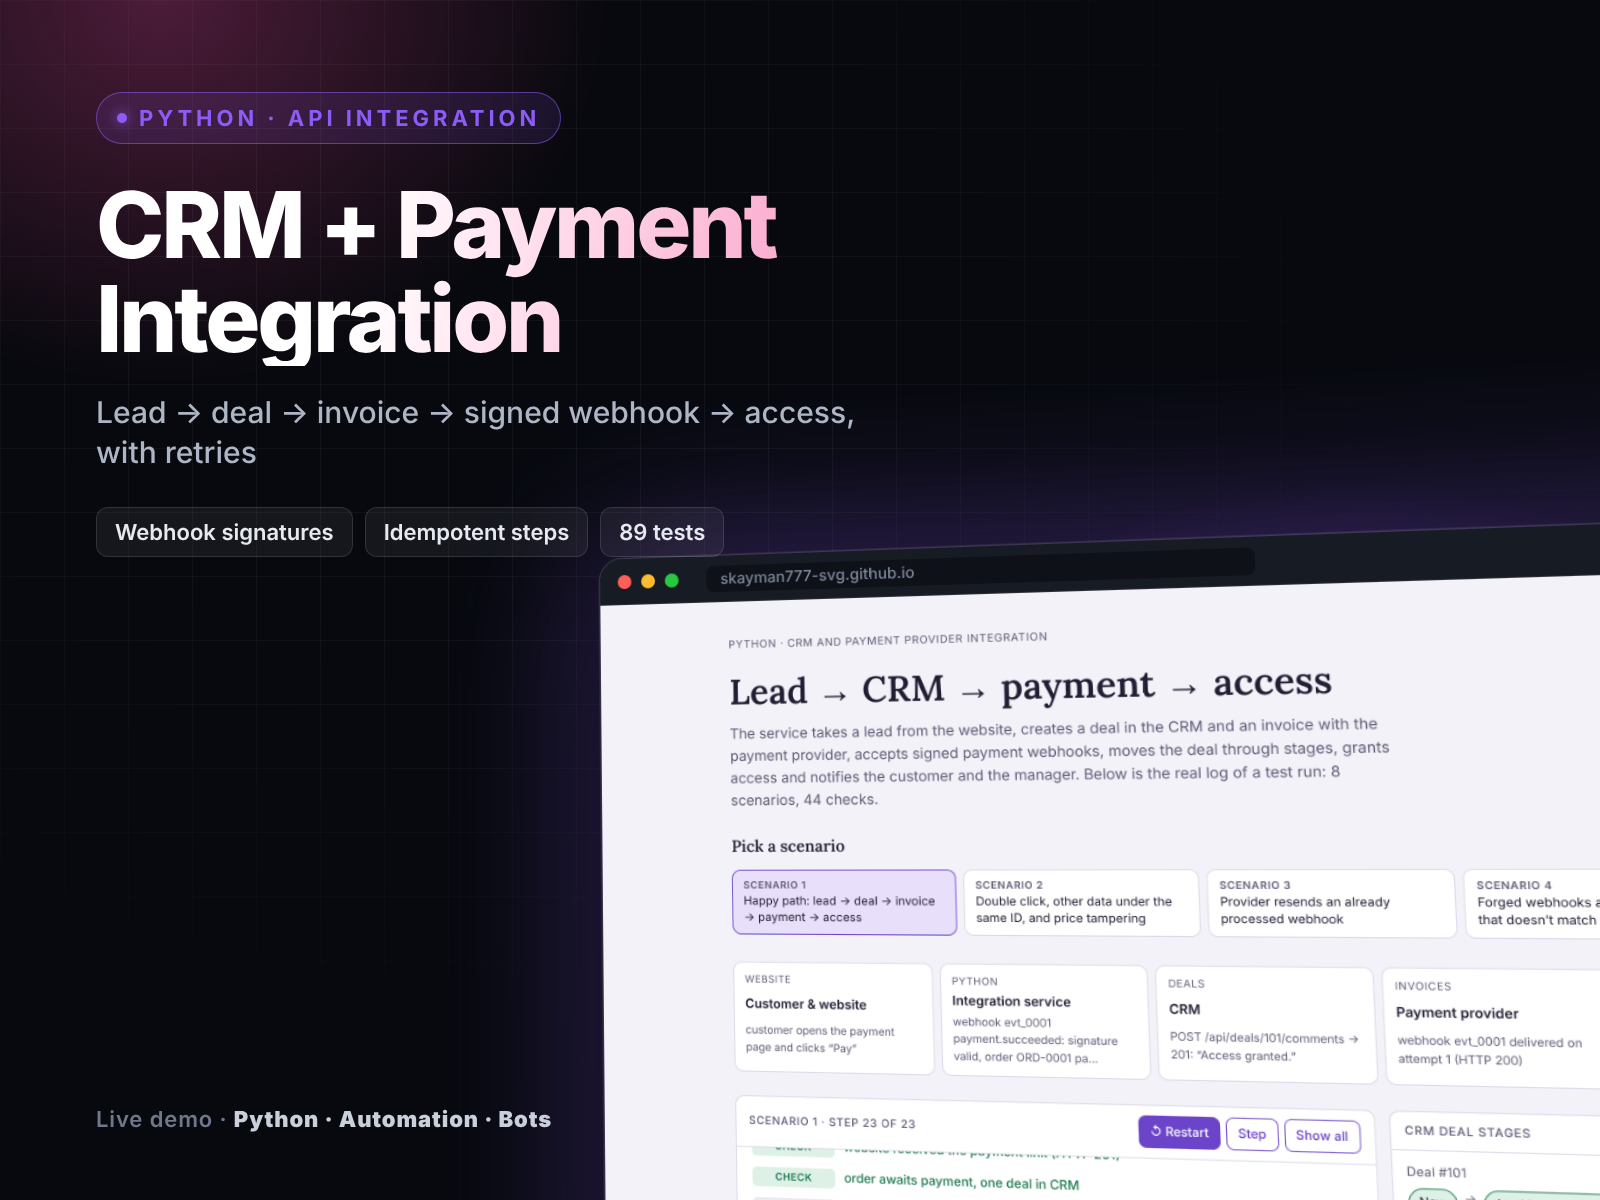 PYTHON · API INTEGRATION
CRM + Payment
Integration
Lead → deal → invoice → signed webhook → access,
with retries
Webhook signatures
Idempotent steps
89 tests
skayman777-svg.github.io
PYTHON · CRM AND PAYMENT PROVIDER INTEGRATION
Lead → CRM → payment → access
The service takes a lead from the website, creates a deal in the CRM and an invoice with the
payment provider, accepts signed payment webhooks, moves the deal through stages, grants
access and notifies the customer and the manager. Below is the real log of a test run: 8
scenarios, 44 checks.
Pick a scenario
SCENARIO 1
Happy path: lead → deal → invoice
→ payment → access
SCENARIO 2
Double click, other data under the
same ID, and price tampering
SCENARIO 3
Provider resends an already
processed webhook
SCENARIO 4
Forged webhooks
that doesn't match
WEBSITE
Customer & website
customer opens the payment
page and clicks “Pay”
PYTHON
Integration service
webhook evt_0001
payment.succeeded: signature
valid, order ORD-0001 pa...
DEALS
CRM
POST /api/deals/101/comments →
201: “Access granted.”
INVOICES
Payment provider
webhook evt_0001 delivered on
attempt 1 (HTTP 200)
SCENARIO 1 · STEP 23 OF 23
Restart
Step
Show all
CHECK
website received the payment link (HTTP 201)
CHECK
order awaits payment, one deal in CRM
CRM DEAL STAGES
Deal #101
Live demo · Python · Automation · Bots